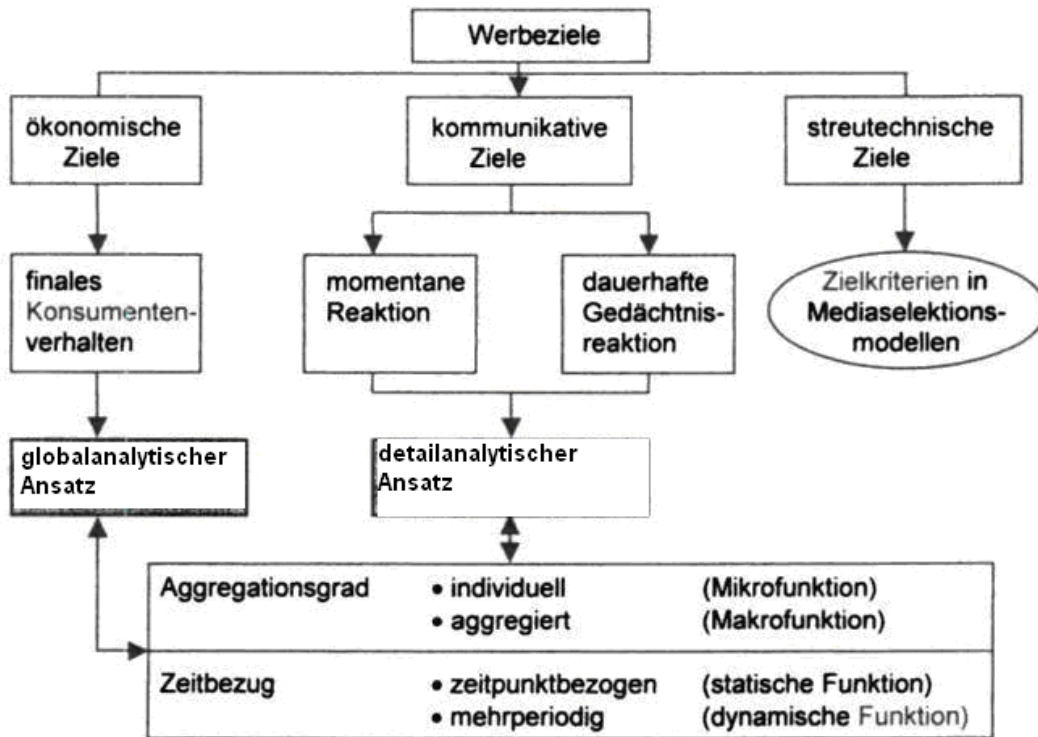 Werbeziele
ökonomische
Ziele
kommunikative
Ziele
streutechnische
Ziele
finales
Konsumenten-
verhalten
momentane
Reaktion
dauerhafte
Gedächtnis-
reaktion
Zielkriterien in
Mediaselektions-
modellen
globalanalytischer
Ansatz
detailanalytischer
Ansatz
Aggregationsgrad • individuell (Mikrofunktion)
• aggregiert (Makrofunktion)
Zeitbezug • zeitpunktbezogen (statische Funktion)
• mehrperiodig (dynamische Funktion)